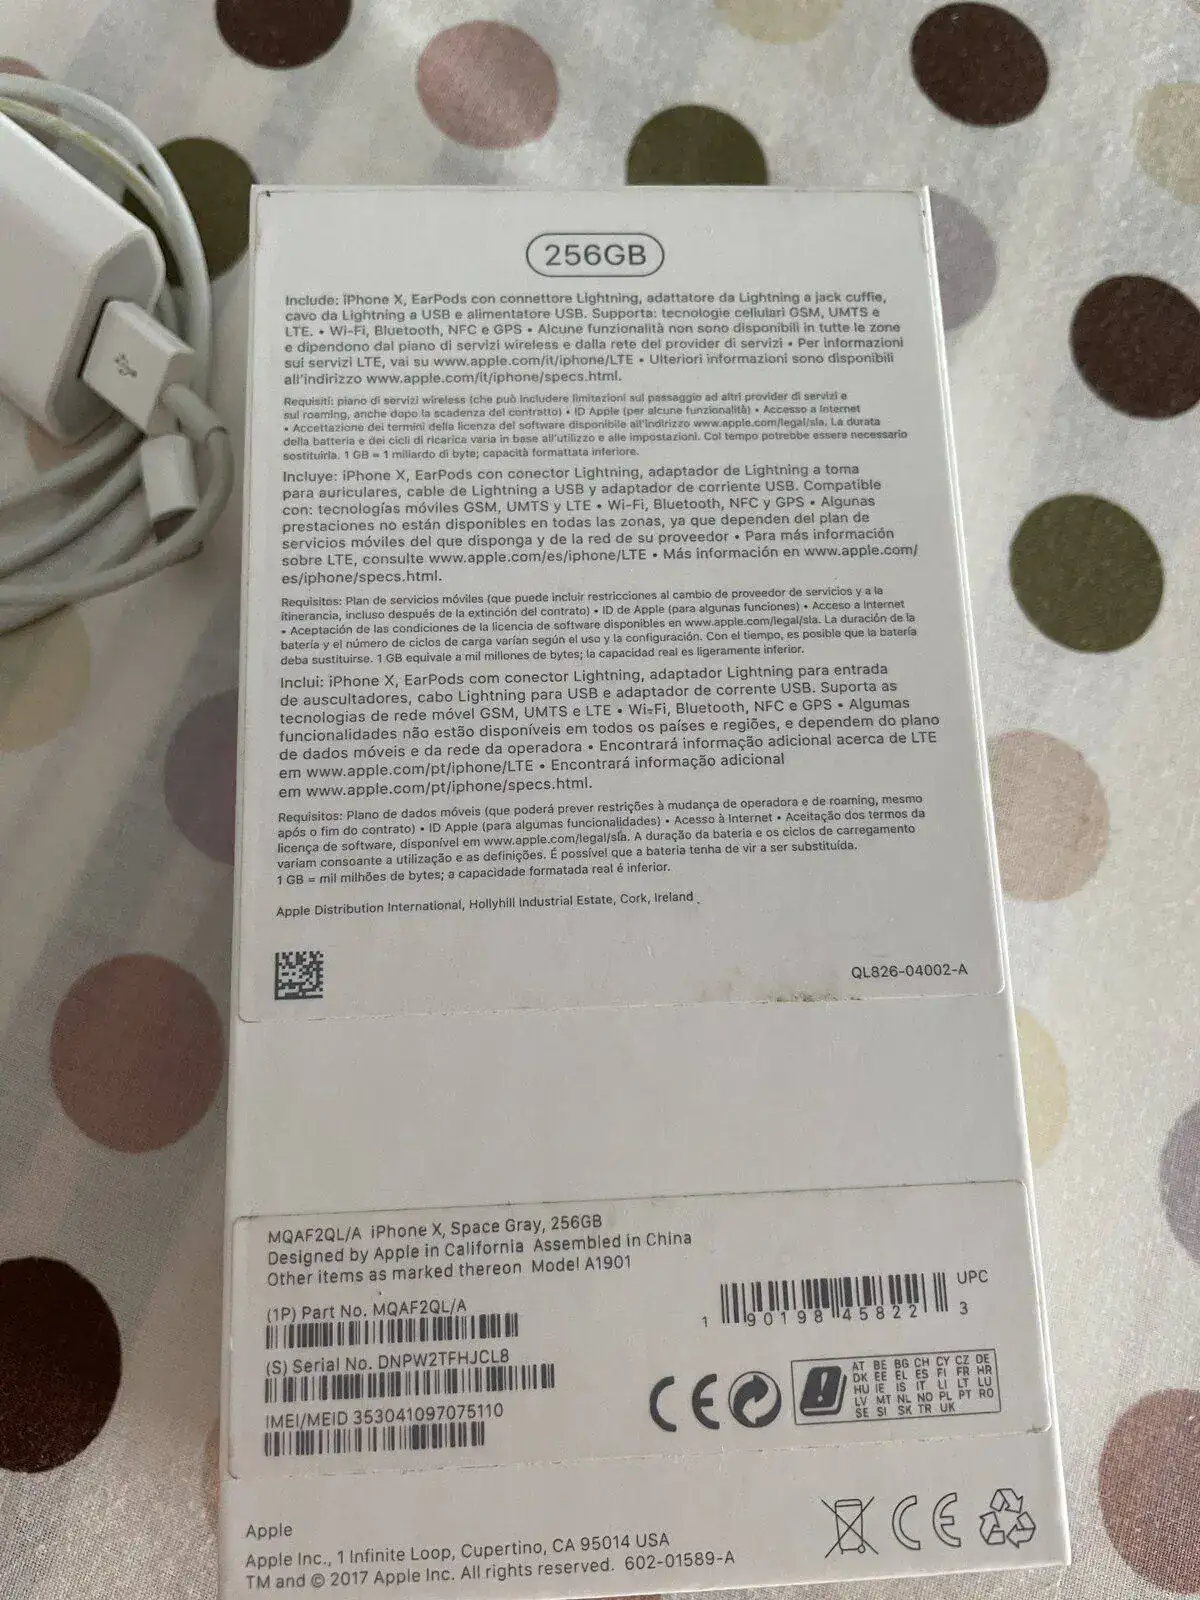 256GB
Include: iPhone X, EarPods con connettore Lightning, adattatore da Lightning a jack cuffie,
cavo da Lightning a USB e alimentatore USB. Supporta: tecnologie cellulari GSM, UMTS e
LTE. • Wi-Fi, Bluetooth, NFC e GPS • Alcune funzionalità non sono disponibili in tutte le zone
e dipendono dal piano di servizi wireless e dalla rete del provider di servizi • Per informazioni
sui servizi LTE, vai su www.apple.com/it/iphone/LTE • Ulteriori informazioni sono disponibili
all'indirizzo www.apple.com/it/iphone/specs.html.
Requisiti: piano di servizi wireless (che può includere limitazioni sul passaggio ad altri provider di servizi e
sul roaming, anche dopo la scadenza del contratto) • ID Apple (per alcune funzionalità) • Accesso a Internet
• Accettazione dei termini della licenza del software disponibile all'indirizzo www.apple.com/legal/sla. La durata
della batteria e dei cicli di ricarica varia in base all'utilizzo e alle impostazioni. Col tempo potrebbe essere necessario
sostituirla. 1 GB = 1 miliardo di byte; capacità formattata inferiore.
Incluye: iPhone X, EarPods con conector Lightning, adaptador de Lightning a toma
para auriculares, cable de Lightning a USB y adaptador de corriente USB. Compatible
con: tecnologías móviles GSM, UMTS y LTE • Wi-Fi, Bluetooth, NFC y GPS • Algunas
prestaciones no están disponibles en todas las zonas, ya que dependen del plan de
servicios móviles del que disponga y de la red de su proveedor • Para más información
sobre LTE, consulte www.apple.com/es/iphone/LTE • Más información en www.apple.com/
es/iphone/specs.html.
Requisitos: Plan de servicios móviles (que puede incluir restricciones al cambio de proveedor de servicios y a la
itinerancia, incluso después de la extinción del contrato) • ID de Apple (para algunas funciones) • Acceso a Internet
• Aceptación de las condiciones de la licencia de software disponibles en www.apple.com/legal/sla. La duración de la
batería y el número de ciclos de carga varían según el uso y la configuración. Con el tiempo, es posible que la batería
deba sustituirse. 1 GB equivale a mil millones de bytes; la capacidad real es ligeramente inferior.
Inclui: iPhone X, EarPods com conector Lightning, adaptador Lightning para entrada
de auscultadores, cabo Lightning para USB e adaptador de corrente USB. Suporta as
tecnologias de rede móvel GSM, UMTS e LTE • Wi-Fi, Bluetooth, NFC e GPS • Algumas
funcionalidades não estão disponíveis em todos os países e regiões, e dependem do plano
de dados móveis e da rede da operadora • Encontrará informação adicional acerca de LTE
em www.apple.com/pt/iphone/LTE • Encontrará informação adicional
em www.apple.com/pt/iphone/specs.html.
Requisitos: Plano de dados móveis (que poderá prever restrições à mudança de operadora e de roaming, mesmo
após o fim do contrato) • ID Apple (para algumas funcionalidades) • Acesso à Internet • Aceitação dos termos da
licença de software, disponível em www.apple.com/legal/sla. A duração da bateria e os ciclos de carregamento
variam consoante a utilização e as definições. É possível que a bateria tenha de vir a ser substituída.
1 GB = mil milhões de bytes; a capacidade formatada real é inferior.
Apple Distribution International, Hollyhill Industrial Estate, Cork, Ireland
QL826-04002-A
MQAF2QL/A iPhone X, Space Gray, 256GB
Designed by Apple in California Assembled in China
Other items as marked thereon Model A1901
(1P) Part No. MQAF2QL/A
UPC
1 90198 45822 3
(S) Serial No. DNPW2TFHJCL8
IMEI/MEID 353041097075110
CE
AT BE BG CH CY CZ DE
DK EE EL ES FI FR HR
HU IE IS IT LI LT LU
LV MT NL NO PL PT RO
SE SI SK TR UK
Apple
Apple Inc., 1 Infinite Loop, Cupertino, CA 95014 USA
TM and © 2017 Apple Inc. All rights reserved. 602-01589-A
CE